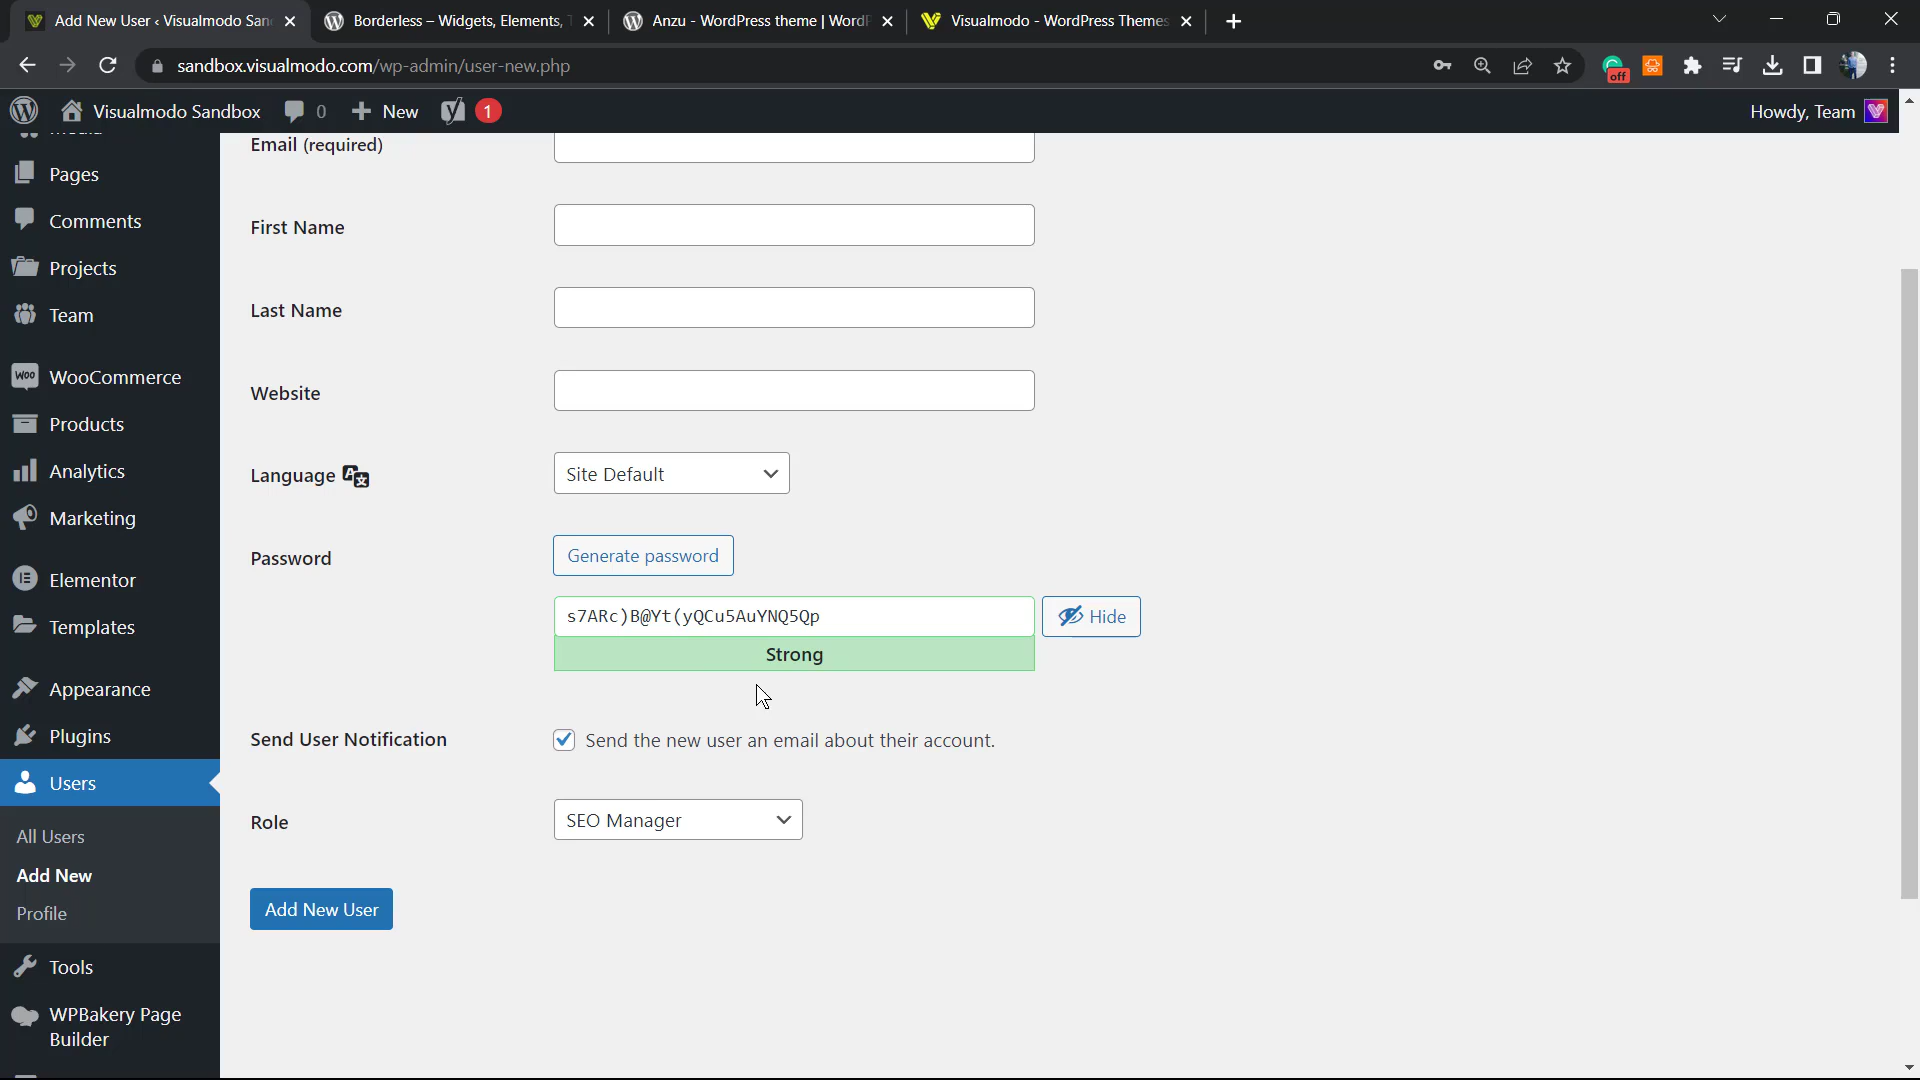 Add New User ‹ Visualmodo San
Borderless – Widgets, Elements, T
Anzu - WordPress theme | WordP
Visualmodo - WordPress Themes
sandbox.visualmodo.com/wp-admin/user-new.php
off
Visualmodo Sandbox
0
New
1
Howdy, Team
Pages
Comments
Projects
Team
WooCommerce
Products
Analytics
Marketing
Elementor
Templates
Appearance
Plugins
Users
All Users
Add New
Profile
Tools
WPBakery Page
Builder
Email (required)
First Name
Last Name
Website
Language
Site Default
Password
Generate password
s7ARc)B@Yt(yQCu5AuYNQ5Qp
Hide
Strong
Send User Notification
Send the new user an email about their account.
Role
SEO Manager
Add New User